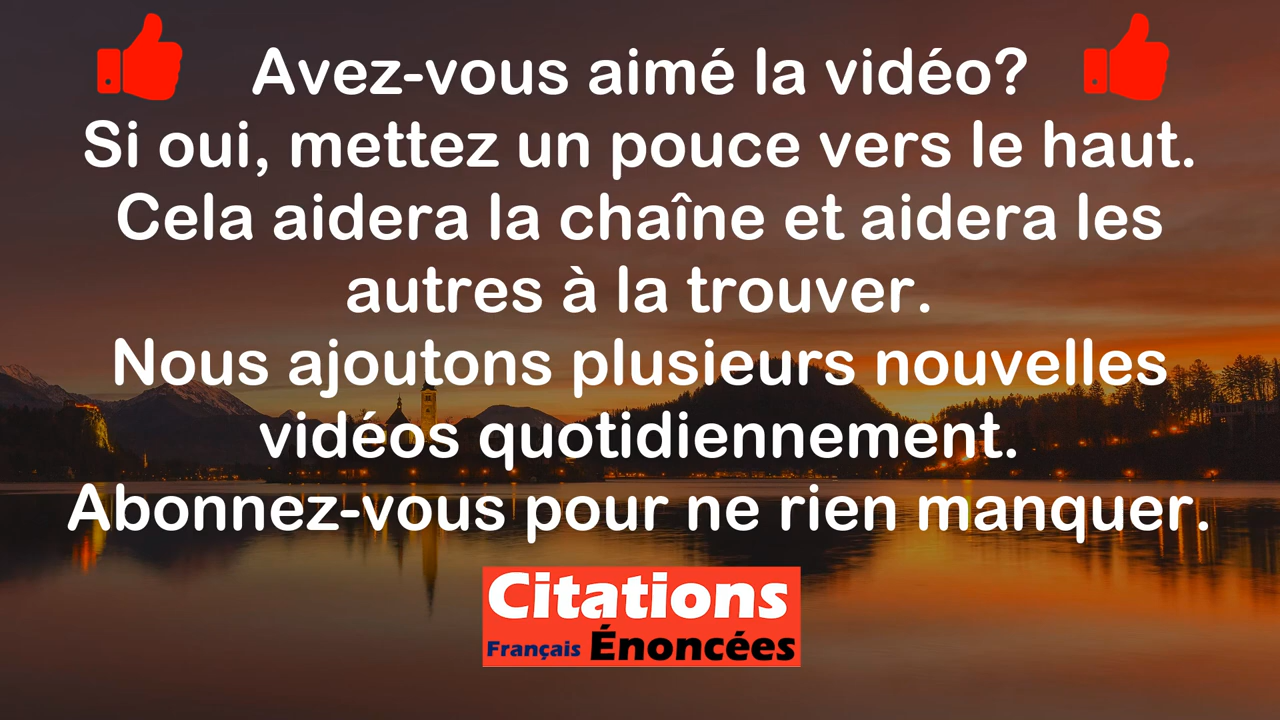 Avez-vous aimé la vidéo?
Si oui, mettez un pouce vers le haut.
Cela aidera la chaîne et aidera les
autres à la trouver.
Nous ajoutons plusieurs nouvelles
vidéos quotidiennement.
Abonnez-vous pour ne rien manquer.
Citations
Français Énoncées